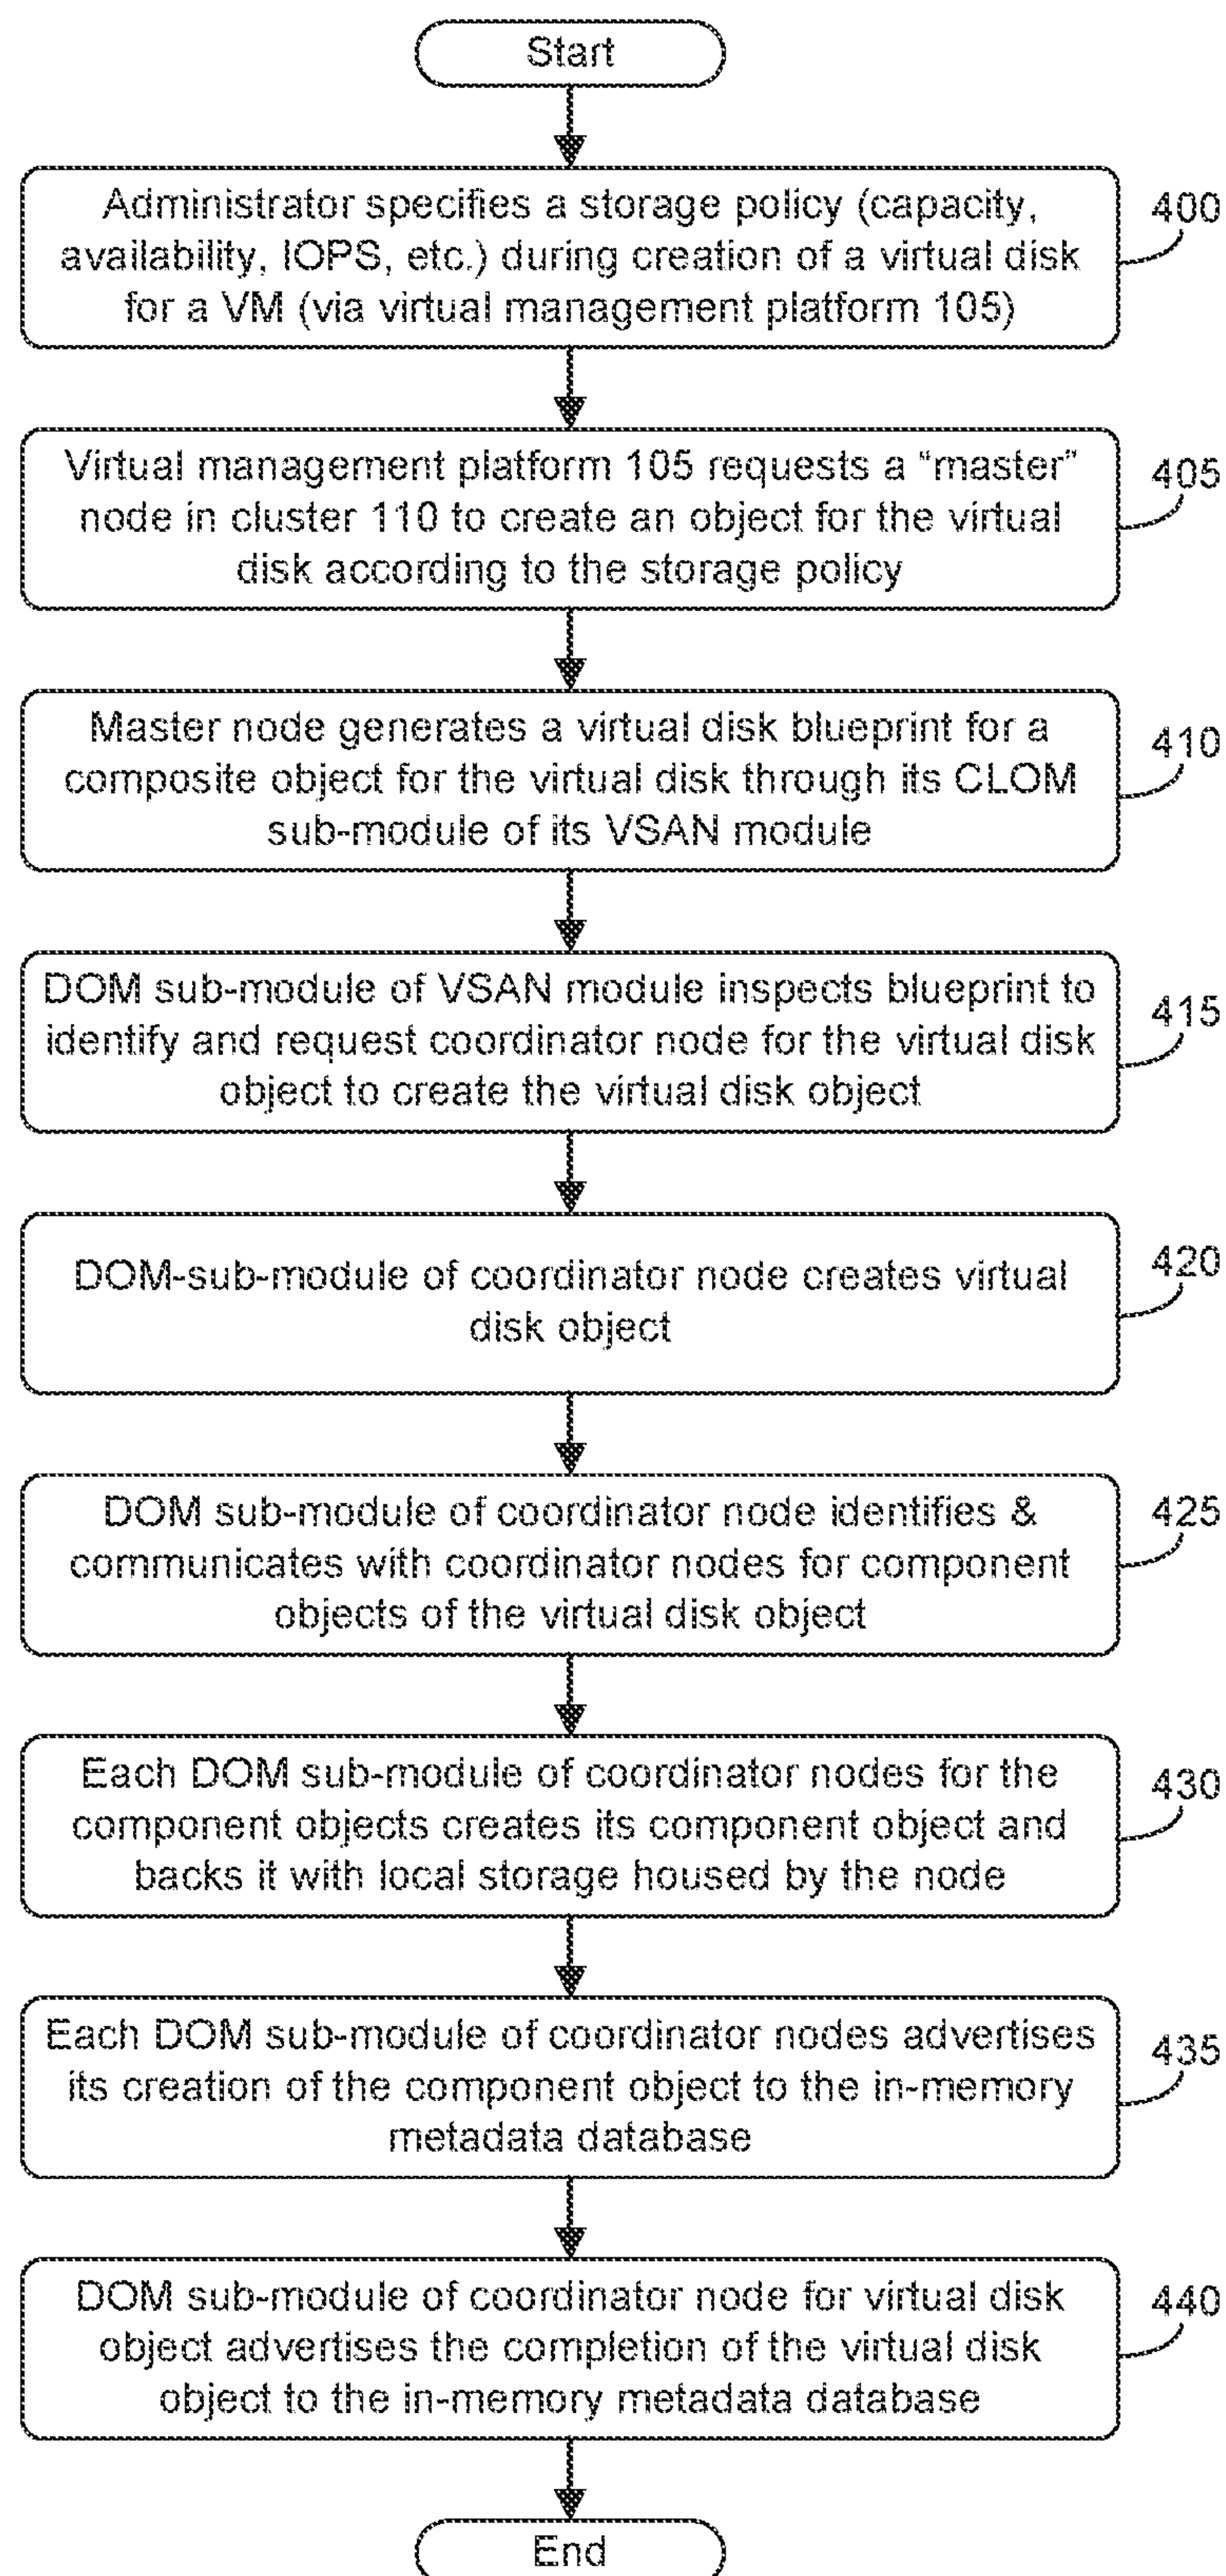 Start
Administrator specifies a storage policy (capacity,
availability, IOPS, etc.) during creation of a virtual disk
for a VM (via virtual management platform 105)
400
Virtual management platform 105 requests a “master”
node in cluster 110 to create an object for the virtual
disk according to the storage policy
405
Master node generates a virtual disk blueprint for a
composite object for the virtual disk through its CLOM
sub-module of its VSAN module
410
DOM sub-module of VSAN module inspects blueprint to
identify and request coordinator node for the virtual disk
object to create the virtual disk object
415
DOM-sub-module of coordinator node creates virtual
disk object
420
DOM sub-module of coordinator node identifies &
communicates with coordinator nodes for component
objects of the virtual disk object
425
Each DOM sub-module of coordinator nodes for the
component objects creates its component object and
backs it with local storage housed by the node
430
Each DOM sub-module of coordinator nodes advertises
its creation of the component object to the in-memory
metadata database
435
DOM sub-module of coordinator node for virtual disk
object advertises the completion of the virtual disk
object to the in-memory metadata database
440
End